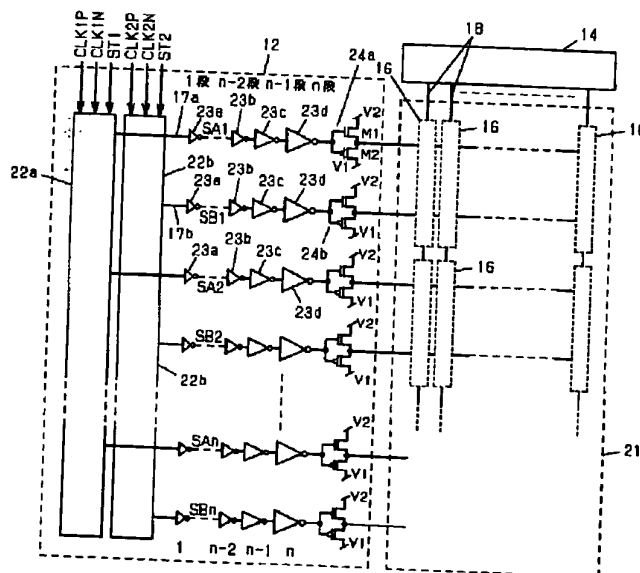 CLK1P
CLK1N
ST1
CLK2P
CLK2N
ST2
12
14
18
1段 n-2段 n-1段 n段
24a
16
17a
23a
SA1
23b
23c
23d
V2
M1
M2
V1
16
22a
22b
23a
SB1
23b
23c
23d
V2
17b
24b
V1
23a
SA2
23b
23c
23d
V2
V1
16
SB2
V2
V1
22b
SAn
V2
V1
21
SBn
V2
V1
1 n-2 n-1 n